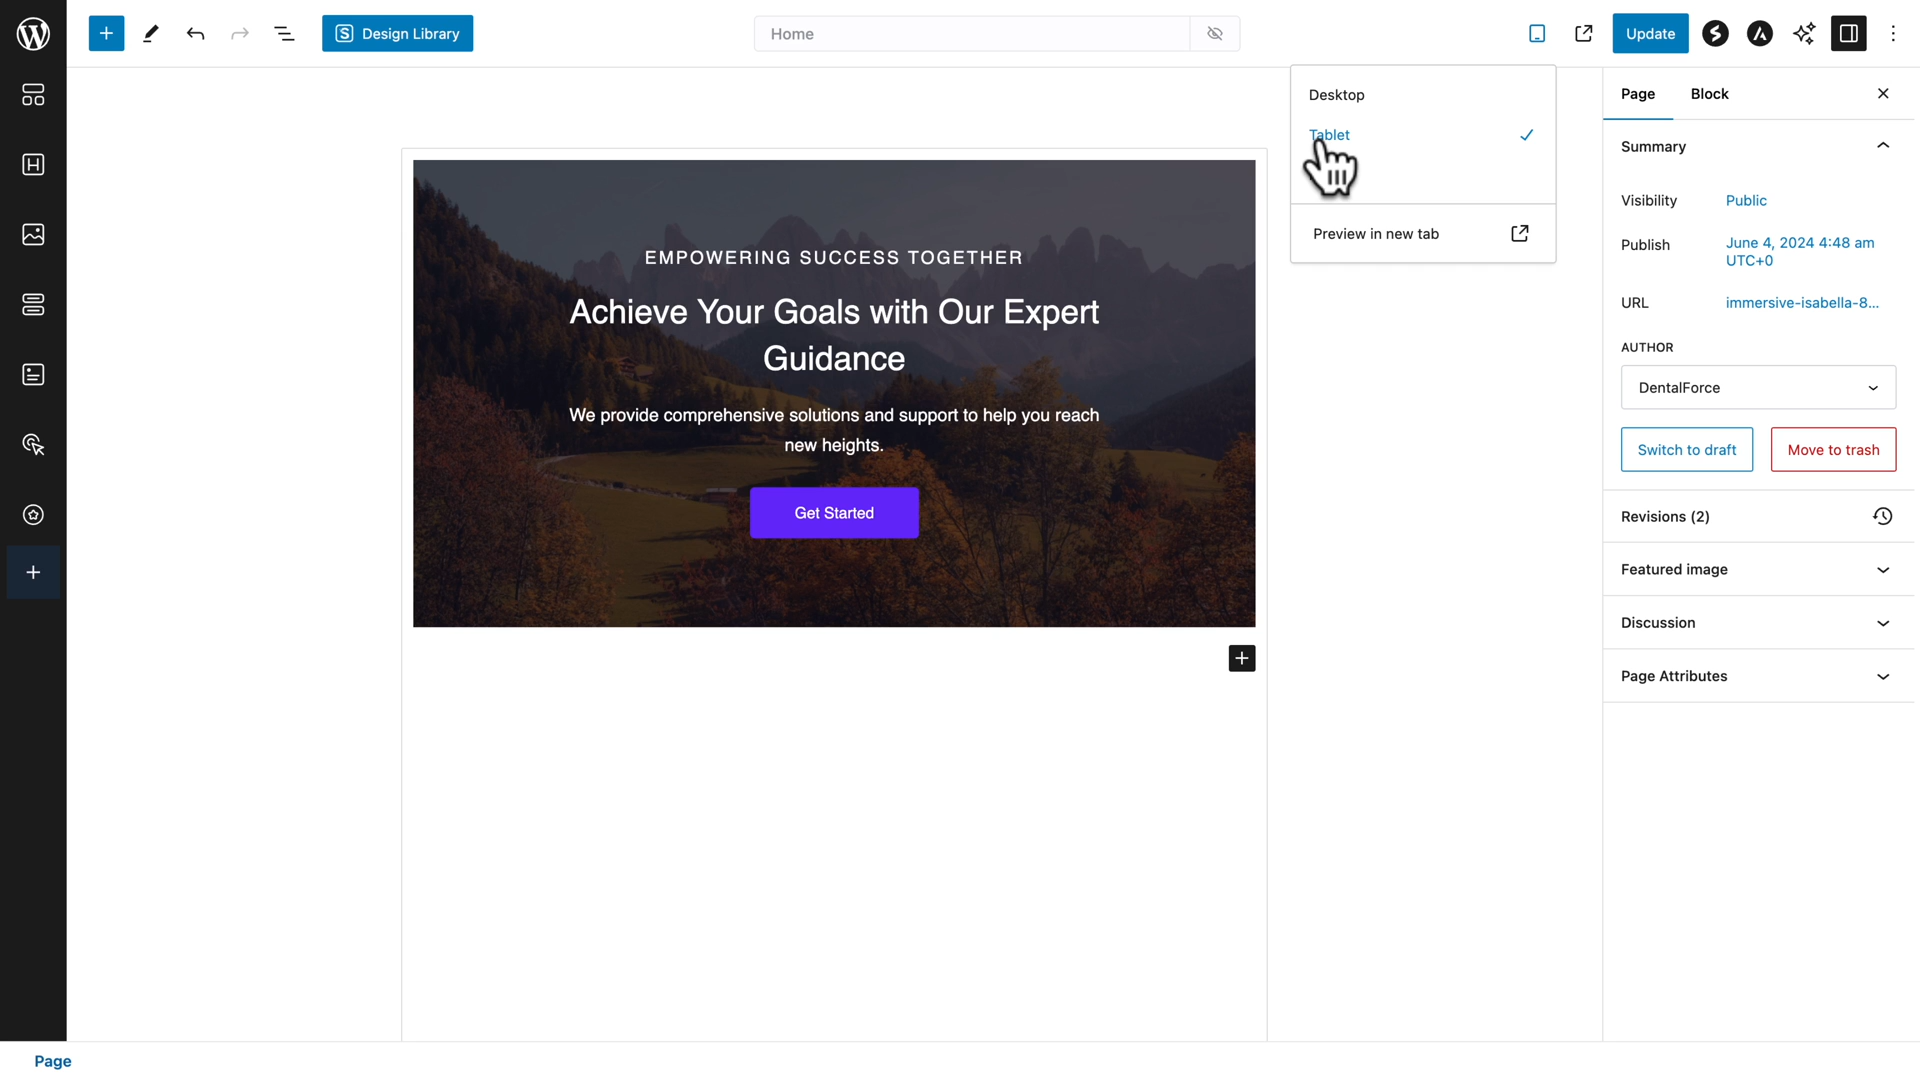 Design Library
Home
Update
Desktop
Tablet
Preview in new tab
EMPOWERING SUCCESS TOGETHER
Achieve Your Goals with Our Expert
Guidance
We provide comprehensive solutions and support to help you reach
new heights.
Get Started
Page Block
Summary
Visibility Public
Publish June 4, 2024 4:48 am
UTC+0
URL immersive-isabella-8...
AUTHOR
DentalForce
Switch to draft Move to trash
Revisions (2)
Featured image
Discussion
Page Attributes
Page